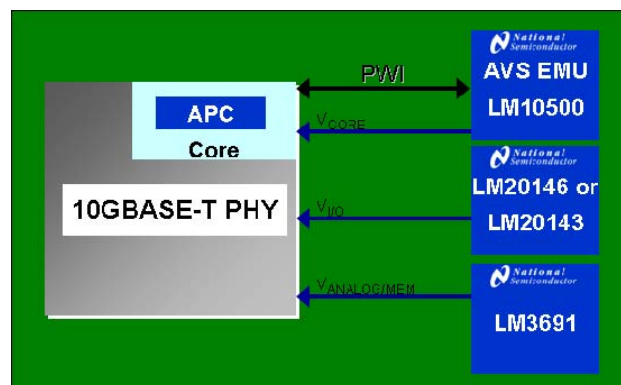 National
Semiconductor
PWI
AVS EMU
LM10500
APC
Core
VCORE
National
Semiconductor
LM20146 or
LM20143
10GBASE-T PHY
VI/O
National
Semiconductor
VANALOG/MEM
LM3691